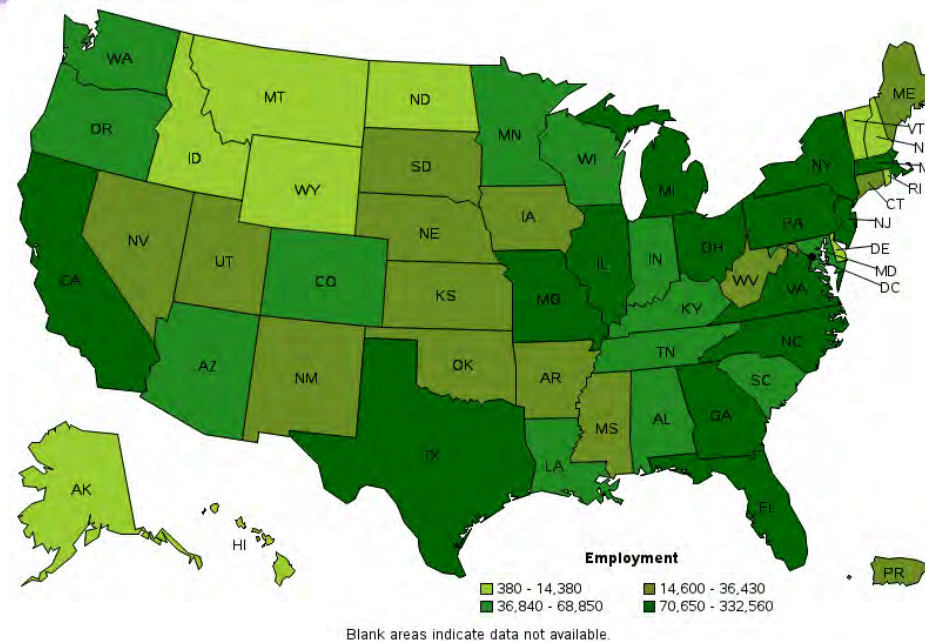 WA
MT
ND
OR
ID
WY
SD
MN
WI
MI
NY
ME
VT
N
M
RI
CT
NJ
DE
MD
DC
PA
NV
UT
CO
NE
KS
IA
IL
IN
OH
WV
VA
CA
AZ
NM
OK
MO
AR
KY
TN
NC
SC
MS
AL
GA
LA
TX
FL
AK
HI
PR
Employment
380 - 14,380
14,600 - 36,430
36,840 - 68,850
70,650 - 332,560
Blank areas indicate data not available.